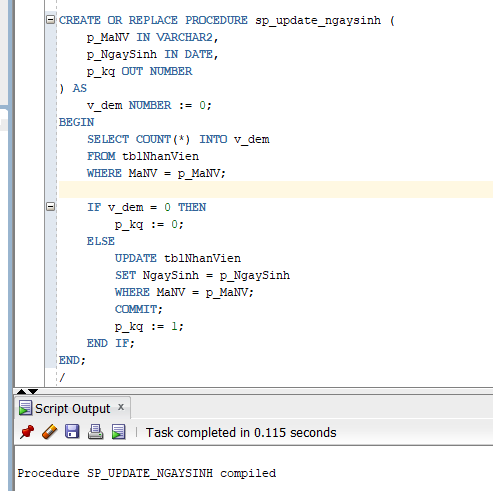 CREATE OR REPLACE PROCEDURE sp_update_ngaysinh (
    p_MaNV IN VARCHAR2,
    p_NgaySinh IN DATE,
    p_kq OUT NUMBER
) AS
    v_dem NUMBER := 0;
BEGIN
    SELECT COUNT(*) INTO v_dem
    FROM tblNhanVien
    WHERE MaNV = p_MaNV;
    IF v_dem = 0 THEN
        p_kq := 0;
    ELSE
        UPDATE tblNhanVien
        SET NgaySinh = p_NgaySinh
        WHERE MaNV = p_MaNV;
        COMMIT;
        p_kq := 1;
    END IF;
END;
/
Script Output x
Task completed in 0.115 seconds
Procedure SP_UPDATE_NGAYSINH compiled